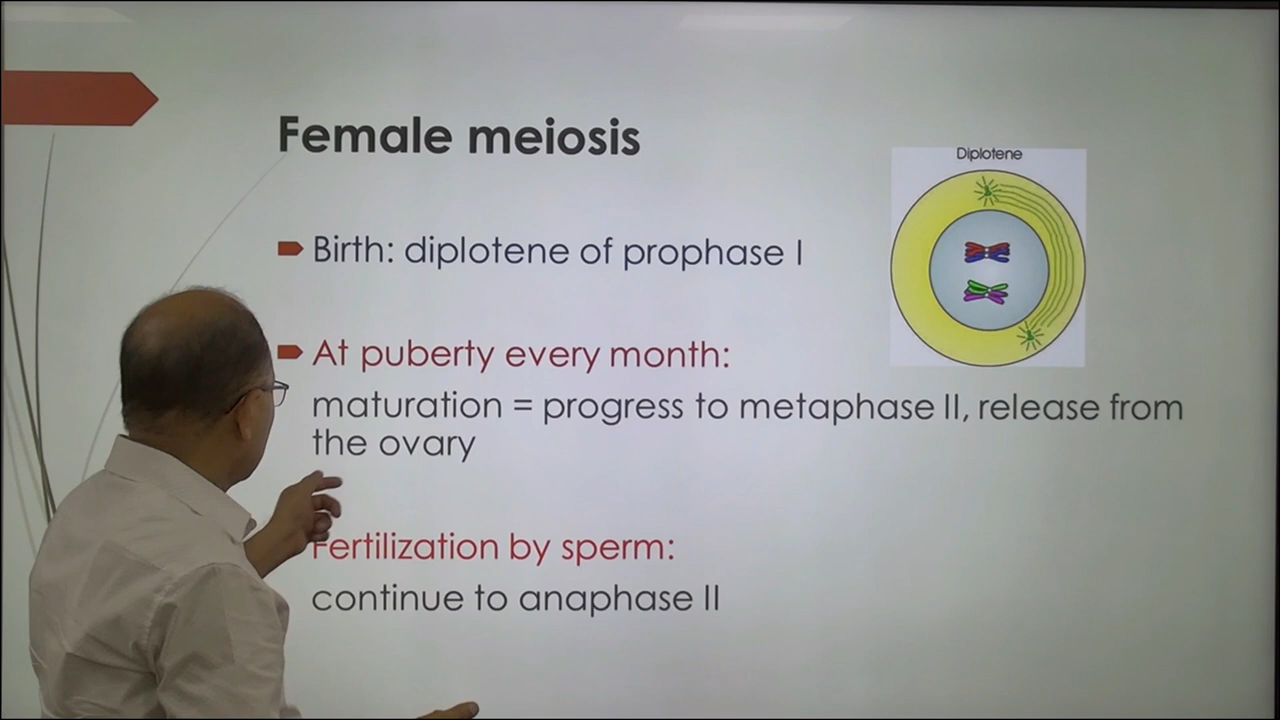 Female meiosis
Diplotene
Birth: diplotene of prophase I
At puberty every month:
maturation = progress to metaphase II, release from
the ovary
Fertilization by sperm:
continue to anaphase II